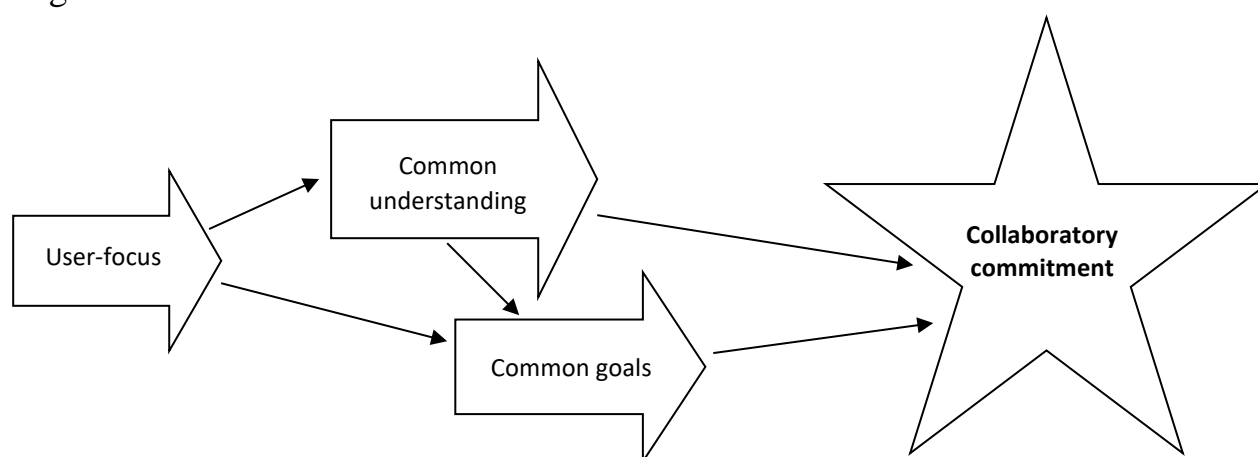 Common
understanding
User-focus
Collaboratory
commitment
Common goals